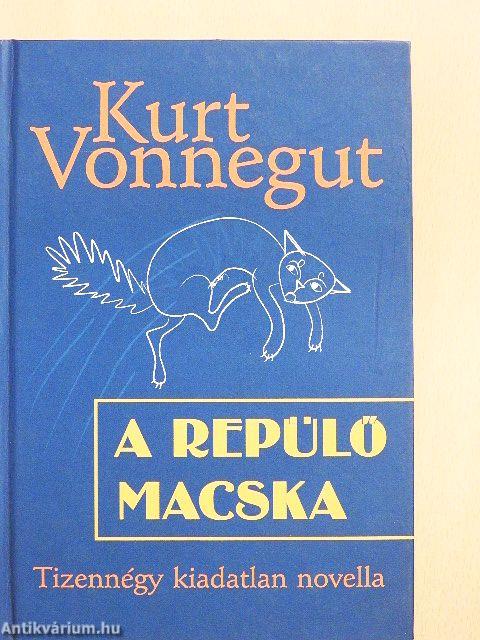 Kurt
Vonnegut
A REPÜLŐ
MACSKA
Tizennégy kiadatlan novella
Antikvárium.hu